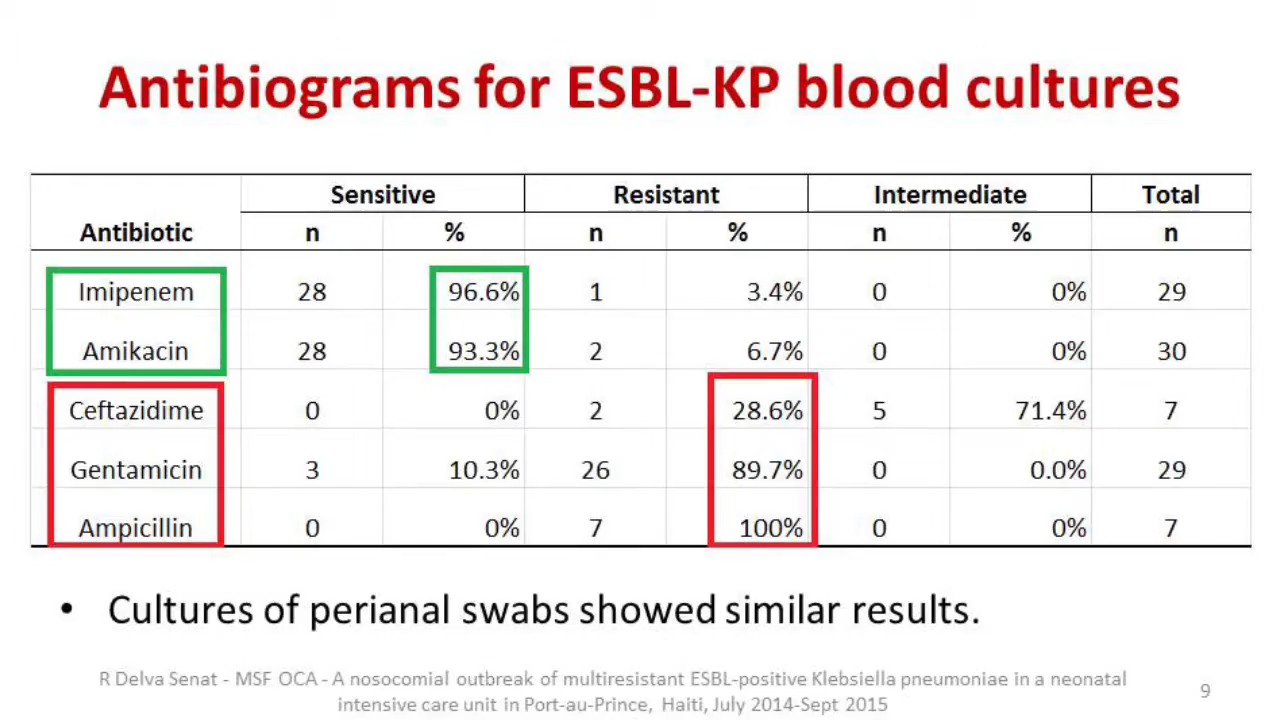 Antibiograms for ESBL-KP blood cultures
Sensitive Resistant Intermediate Total
Antibiotic n % n % n % n
Imipenem 28 96.6% 1 3.4% 0 0% 29
Amikacin 28 93.3% 2 6.7% 0 0% 30
Ceftazidime 0 0% 2 28.6% 5 71.4% 7
Gentamicin 3 10.3% 26 89.7% 0 0.0% 29
Ampicillin 0 0% 7 100% 0 0% 7
• Cultures of perianal swabs showed similar results.
R Delva Senat - MSF OCA - A nosocomial outbreak of multiresistant ESBL-positive Klebsiella pneumoniae in a neonatal
intensive care unit in Port-au-Prince, Haiti, July 2014-Sept 2015
9